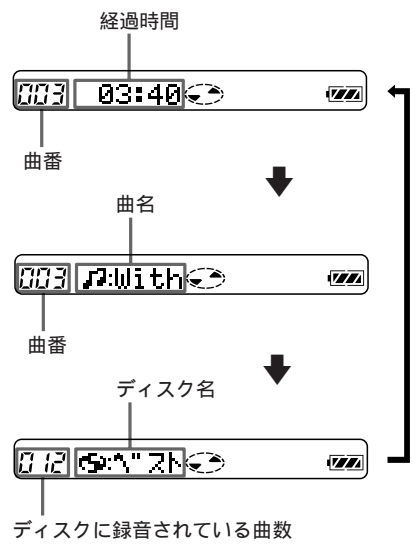 経過時間
003 03:40
曲番
曲名
003 ♫:With
曲番
ディスク名
012 :ベスト
ディスクに録音されている曲数